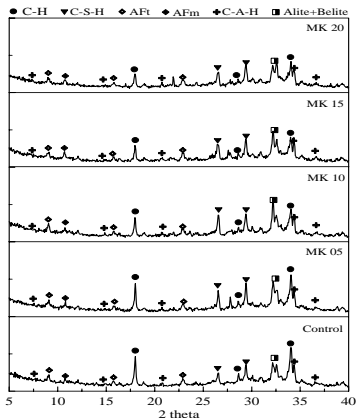 C-H C-S-H AFt AFm C-A-H Alite+Belite
MK 20
MK 15
MK 10
MK 05
Control
5 10 15 20 25 30 35 40
2 theta